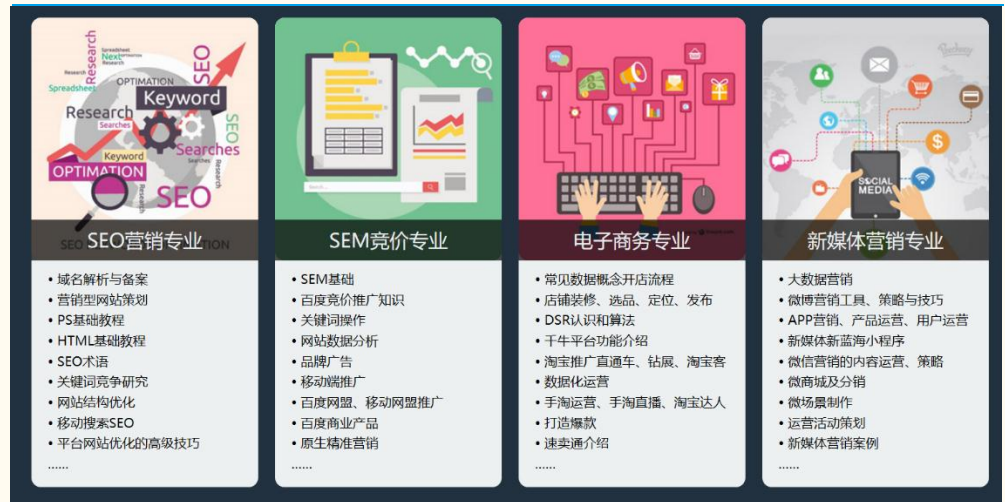 Research
Spreadsheet
Next
Research
SEO
Research
Spreadsheet
OPTIMATION
Keyword
Research
Searches
SEO
Keyword
Searches
OPTIMATION
Searches
Research
SEO
SEO营销专业
• 域名解析与备案
• 营销型网站策划
• PS基础教程
• HTML基础教程
• SEO术语
• 关键词竞争研究
• 网站结构优化
• 移动搜素SEO
• 平台网站优化的高级技巧
......
Search...
SEM竞价专业
• SEM基础
• 百度竞价推广知识
• 关键词操作
• 网站数据分析
• 品牌广告
• 移动端推广
• 百度网盟、移动网盟推广
• 百度商业产品
• 原生精准营销
......
电子商务专业
• 常见数据概念开店流程
• 店铺装修、选品、定位、发布
• DSR认识和算法
• 千牛平台功能介绍
• 淘宝推广直通车、钻展、淘宝客
• 数据化运营
• 手淘运营、手淘直播、淘宝达人
• 打造爆款
• 速卖通介绍
......
SOCIAL
MEDIA
新媒体营销专业
• 大数据营销
• 微博营销工具、策略与技巧
• APP营销、产品运营、用户运营
• 新媒体新蓝海小程序
• 微信营销的内容运营、策略
• 微商城及分销
• 微场景制作
• 运营活动策划
• 新媒体营销案例
......